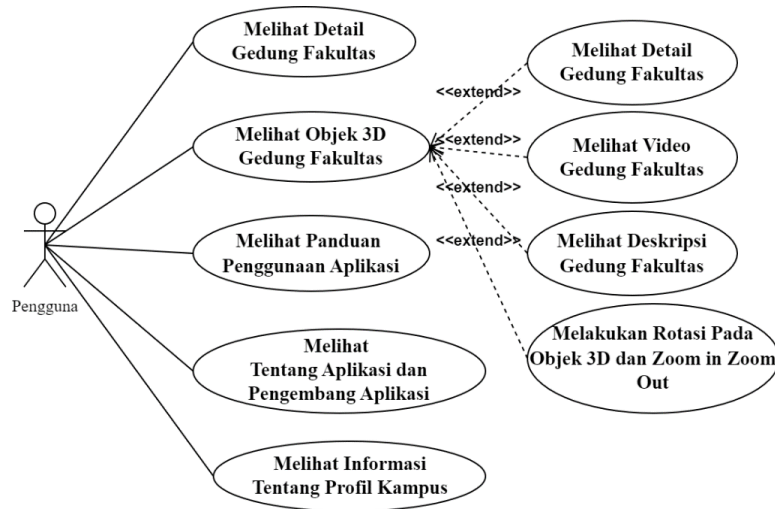 Melihat Detail
Gedung Fakultas
Melihat Objek 3D
Gedung Fakultas
Melihat Panduan
Penggunaan Aplikasi
Melihat
Tentang Aplikasi dan
Pengembang Aplikasi
Melihat Informasi
Tentang Profil Kampus
Pengguna
<<extend>>
<<extend>>
<<extend>>
<<extend>>
Melihat Detail
Gedung Fakultas
Melihat Video
Gedung Fakultas
Melihat Deskripsi
Gedung Fakultas
Melakukan Rotasi Pada
Objek 3D dan Zoom in Zoom
Out